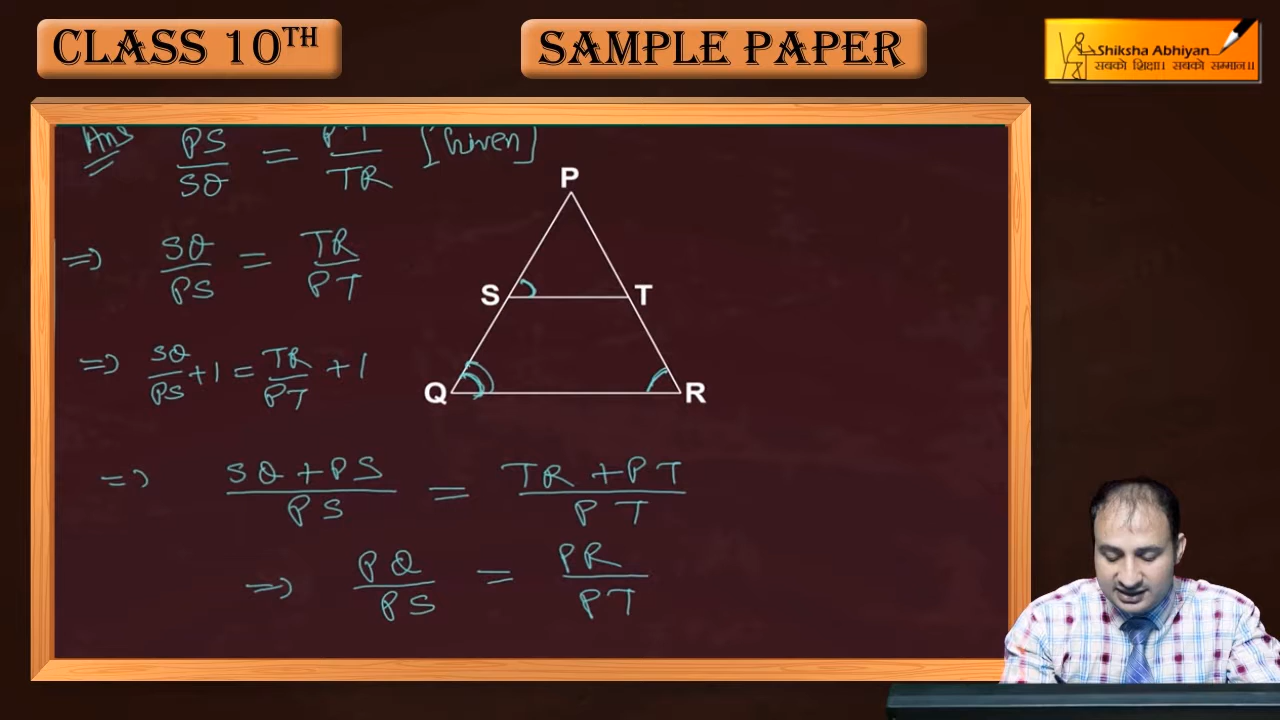 CLASS 10TH
SAMPLE PAPER
Shiksha Abhiyan
सबको शिक्षा। सबको सम्मान॥
Ans PS/SQ = PT/TR [Given]
⇒ SQ/PS = TR/PT
⇒ SQ/PS + 1 = TR/PT + 1
⇒ SQ + PS/PS = TR + PT/PT
⇒ PQ/PS = PR/PT
P
S
T
Q
R